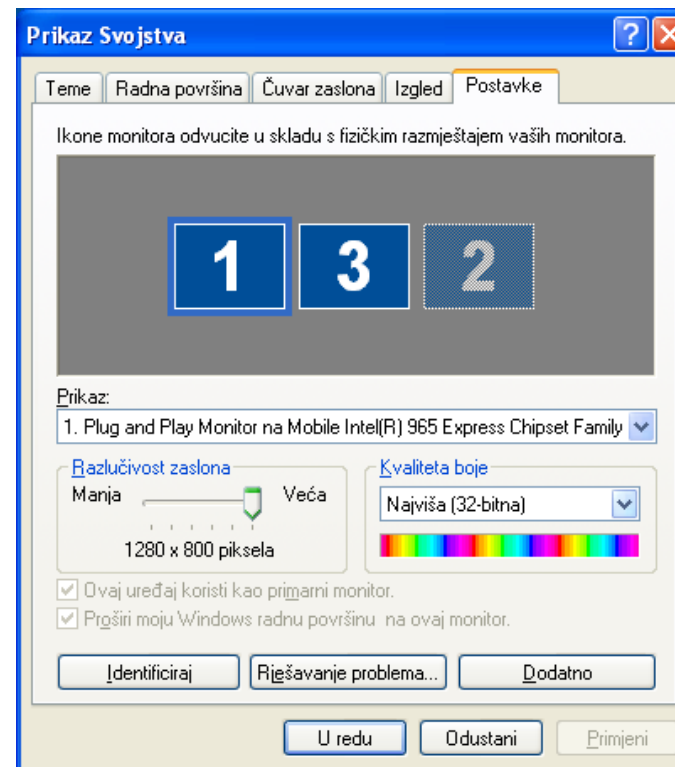 Prikaz Svojstva
Teme Radna površina Čuvar zaslona Izgled Postavke
Ikone monitora odvucite u skladu s fizičkim razmještajem vaših monitora.
1 3 2
Prikaz:
1. Plug and Play Monitor na Mobile Intel(R) 965 Express Chipset Family
Razlučivost zaslona Kvaliteta boje
Manja Veća Najviša (32-bitna)
1280 x 800 piksela
Ovaj uređaj koristi kao primarni monitor.
Proširi moju Windows radnu površinu na ovaj monitor.
Identificiraj Rješavanje problema... Dodatno
U redu Odustani Primjeni